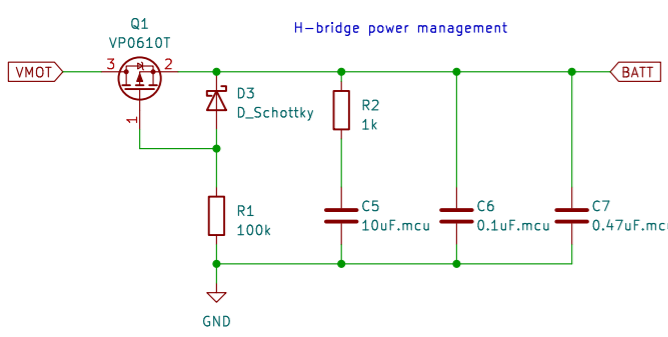 Q1
VP0610T
H-bridge power management
VMOT
3
2
BATT
1
D3
D_Schottky
R2
1k
R1
100k
C5
10uF.mcu
C6
0.1uF.mcu
C7
0.47uF.mc
GND